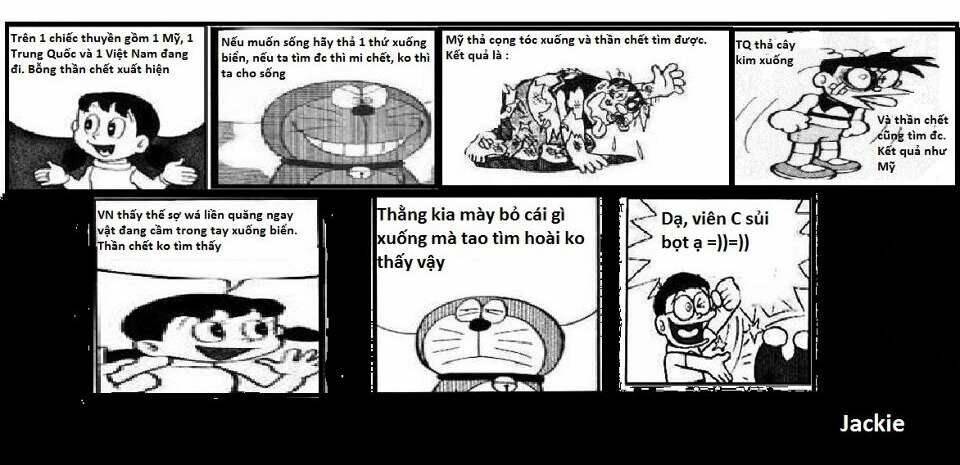 Trên 1 chiếc thuyền gồm 1 Mỹ, 1
Trung Quốc và 1 Việt Nam đang
đi. Bỗng thần chết xuất hiện
Nếu muốn sống hãy thả 1 thứ xuống
biển, nếu ta tìm đc thì mi chết, ko thì
ta cho sống
Mỹ thả cọng tóc xuống và thần chết tìm được.
Kết quả là :
TQ thả cây
kim xuống
Và thần chết
cũng tìm đc.
Kết quả như
Mỹ
VN thấy thế sợ wá liền quăng ngay
vật đang cầm trong tay xuống biển.
Thần chết ko tìm thấy
Thằng kia mày bỏ cái gì
xuống mà tao tìm hoài ko
thấy vậy
Dạ, viên C sủi
bọt ạ =))=))
Jackie